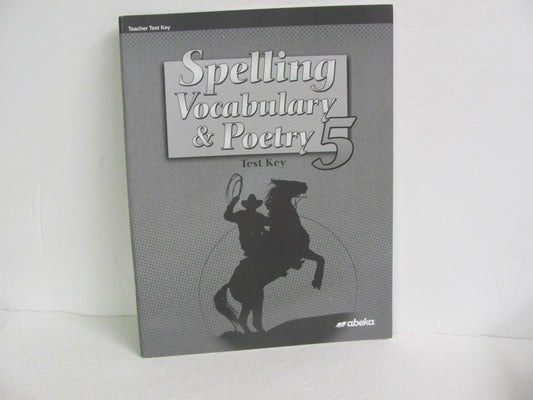 Teacher Test Key
Spelling
Vocabulary
& Poetry 5
Test Key
abeka